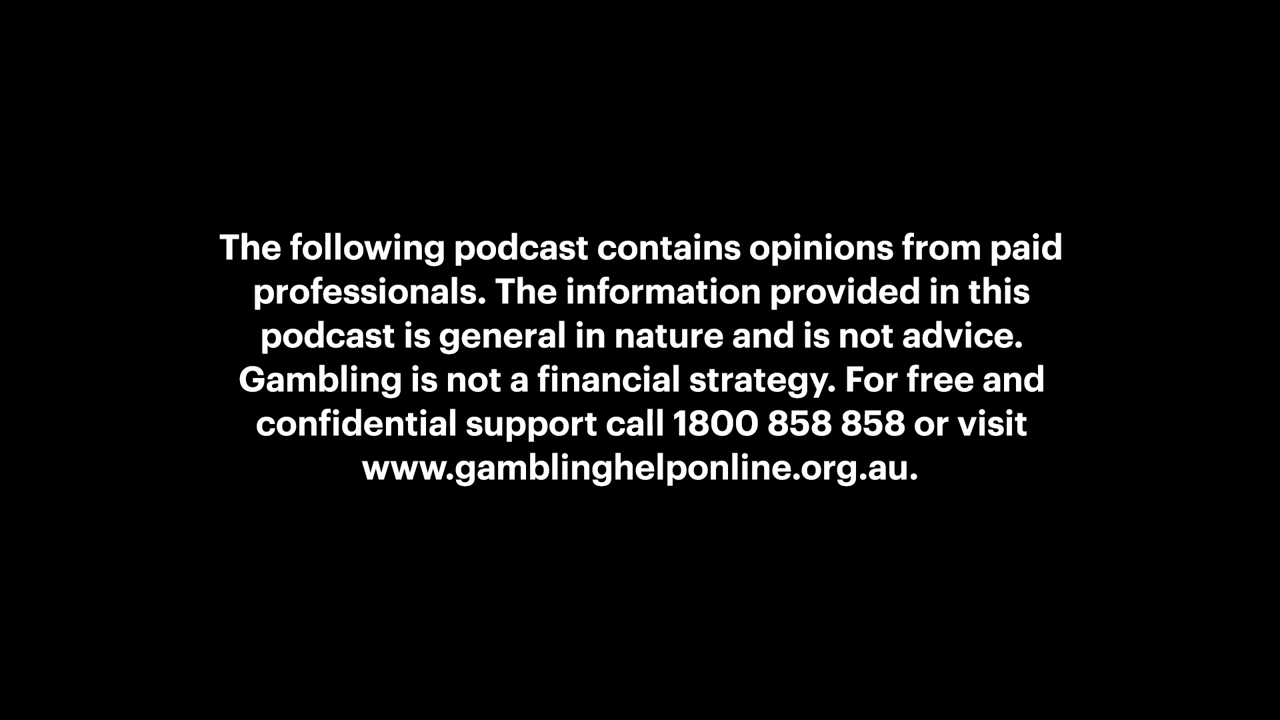 The following podcast contains opinions from paid
professionals. The information provided in this
podcast is general in nature and is not advice.
Gambling is not a financial strategy. For free and
confidential support call 1800 858 858 or visit
www.gamblinghelponline.org.au.